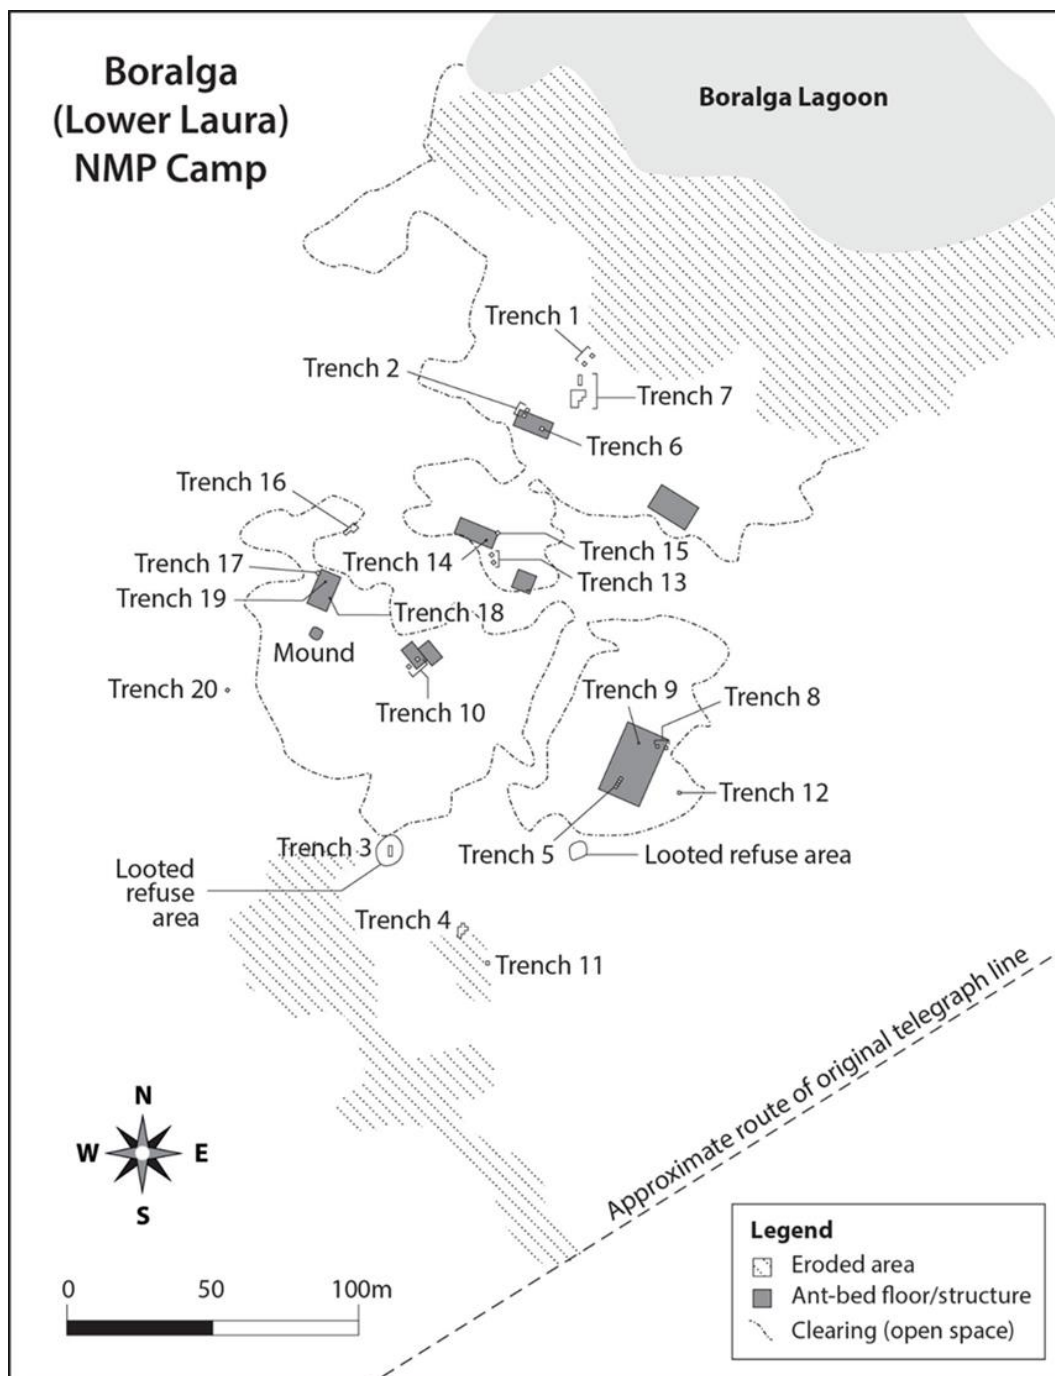 Boralga
(Lower Laura)
NMP Camp
Boralga Lagoon
Trench 1
Trench 2
Trench 7
Trench 6
Trench 16
Trench 15
Trench 14
Trench 17
Trench 13
Trench 19
Trench 18
Mound
Trench 20
Trench 9
Trench 8
Trench 10
Trench 12
Trench 3
Trench 5
Looted refuse area
Looted
refuse
area
Trench 4
Trench 11
Approximate route of original telegraph line
N
W
E
S
0
50
100m
Legend
Eroded area
Ant-bed floor/structure
Clearing (open space)